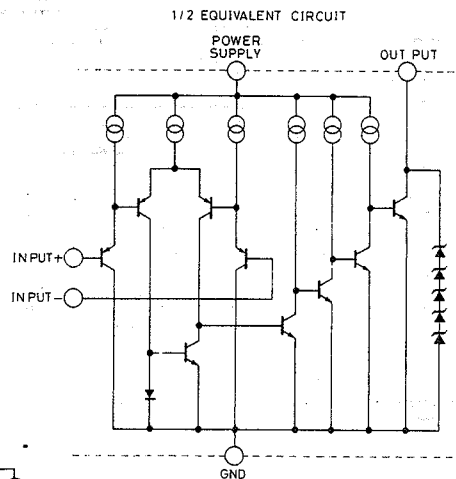 1/2 EQUIVALENT CIRCUIT
POWER
SUPPLY
OUT PUT
INPUT+
INPUT-
GND